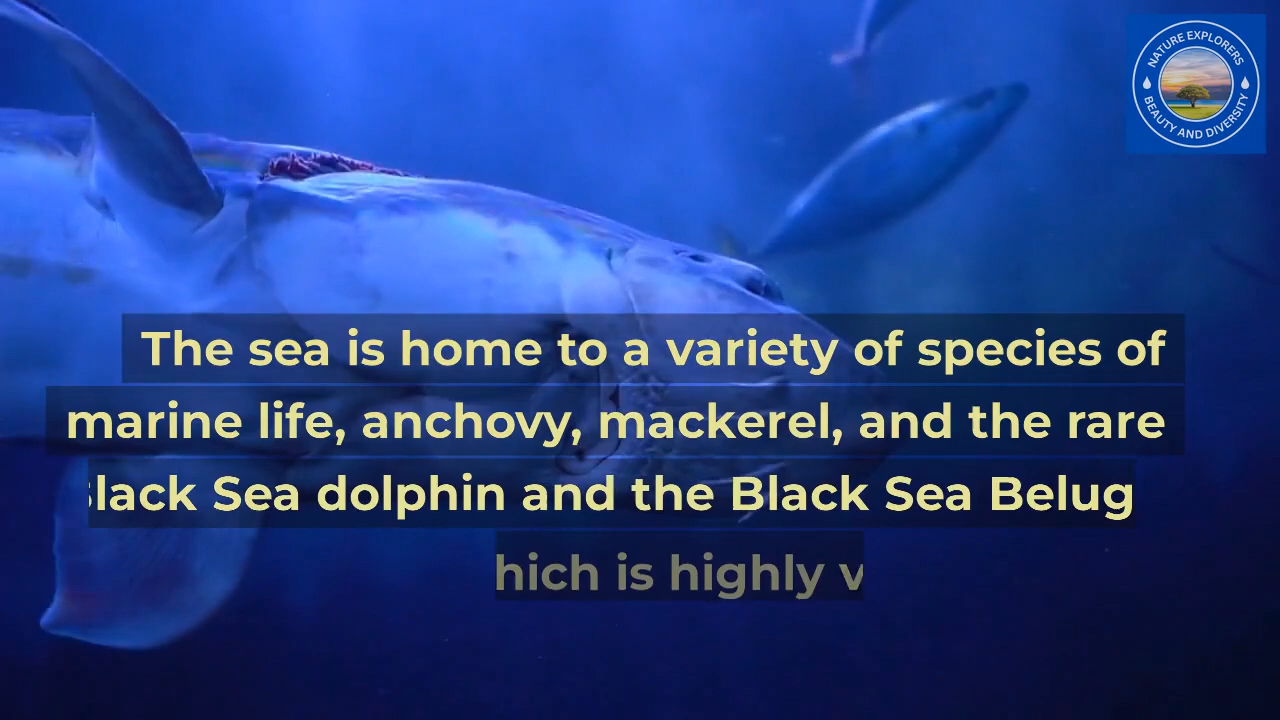 NATURE EXPLORERS
BEAUTY AND DIVERSITY
The sea is home to a variety of species of
marine life, anchovy, mackerel, and the rare
lack Sea dolphin and the Black Sea Belug
hich is highly v